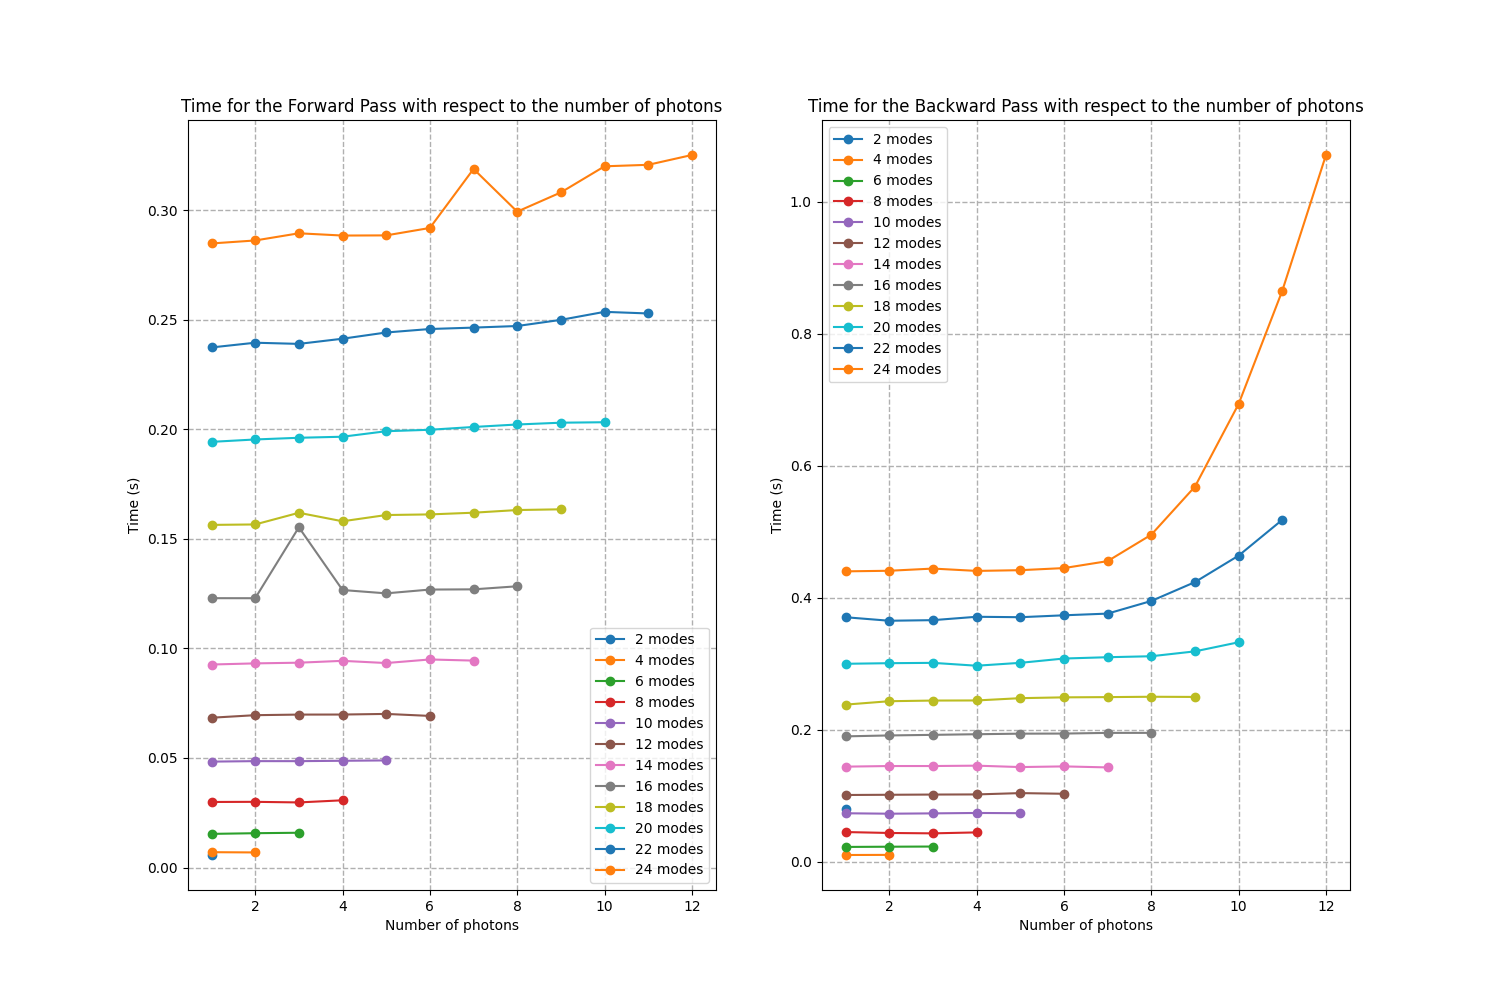 Time for the Forward Pass with respect to the number of photons
0.30
0.25
0.20
0.15
0.10
0.05
0.00
Time (s)
2 4 6 8 10 12
Number of photons
2 modes
4 modes
6 modes
8 modes
10 modes
12 modes
14 modes
16 modes
18 modes
20 modes
22 modes
24 modes
Time for the Backward Pass with respect to the number of photons
2 modes
4 modes
6 modes
8 modes
10 modes
12 modes
14 modes
16 modes
18 modes
20 modes
22 modes
24 modes
1.0
0.8
0.6
0.4
0.2
0.0
Time (s)
2 4 6 8 10 12
Number of photons